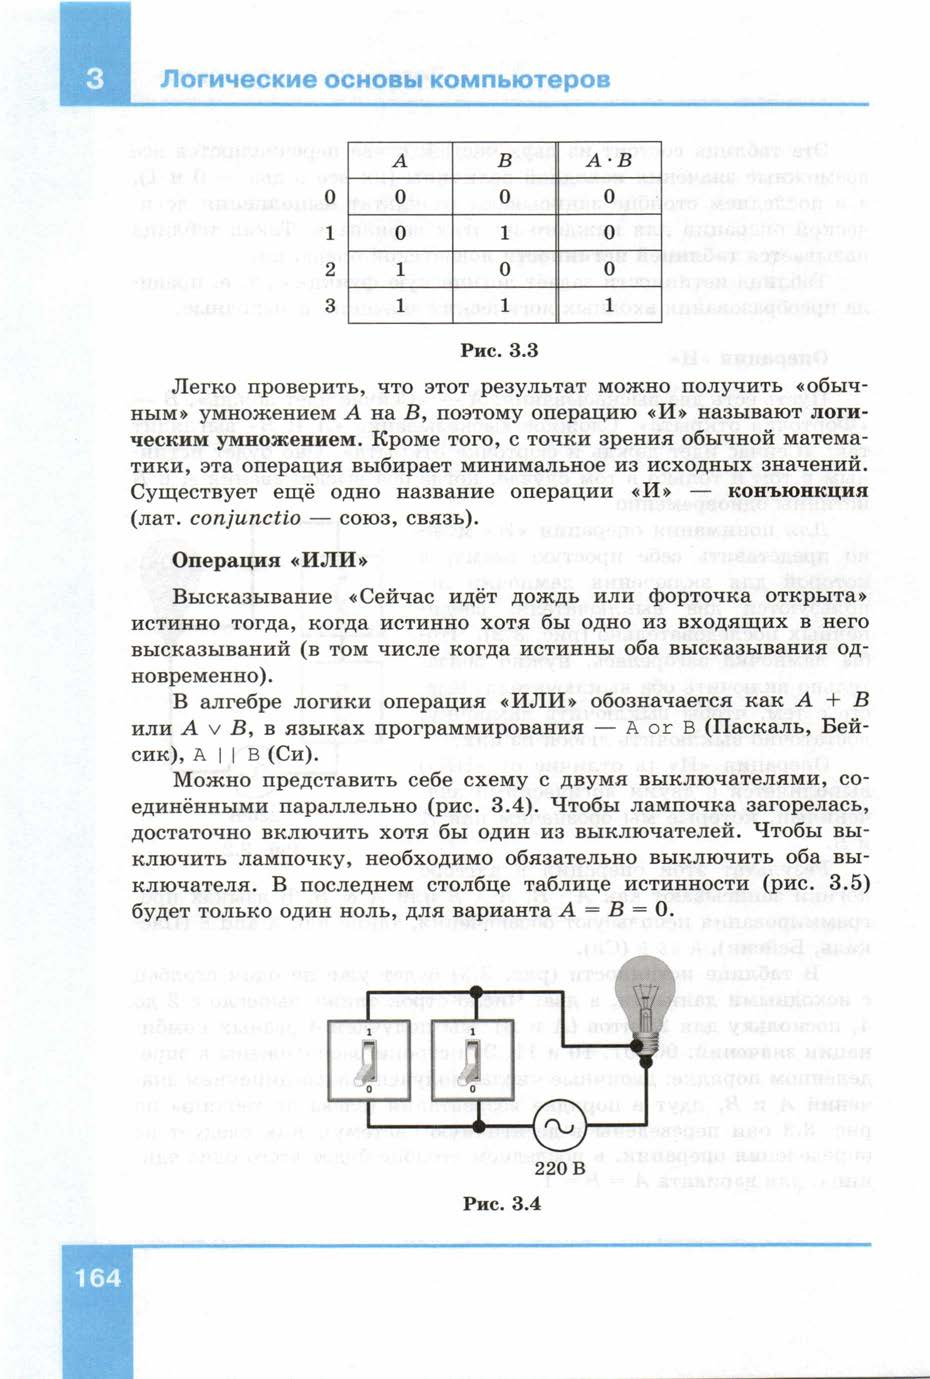 3 Логические основы компьютеров
A B A · B
0 0 0 0
1 0 1 0
2 1 0 0
3 1 1 1
Рис. 3.3
Легко проверить, что этот результат можно получить «обыч-
ным» умножением A на B, поэтому операцию «И» называют логи-
ческим умножением. Кроме того, с точки зрения обычной матема-
тики, эта операция выбирает минимальное из исходных значений.
Существует ещё одно название операции «И» — конъюнкция
(лат. conjunctio — союз, связь).
Операция «ИЛИ»
Высказывание «Сейчас идёт дождь или форточка открыта»
истинно тогда, когда истинно хотя бы одно из входящих в него
высказываний (в том числе когда истинны оба высказывания од-
новременно).
В алгебре логики операция «ИЛИ» обозначается как A + B
или A ∨ B, в языках программирования — A or B (Паскаль, Бей-
сик), A || B (Си).
Можно представить себе схему с двумя выключателями, со-
единёнными параллельно (рис. 3.4). Чтобы лампочка загорелась,
достаточно включить хотя бы один из выключателей. Чтобы вы-
ключить лампочку, необходимо обязательно выключить оба вы-
ключателя. В последнем столбце таблице истинности (рис. 3.5)
будет только один ноль, для варианта A = B = 0.
1 1
0 0
220 В
Рис. 3.4
164